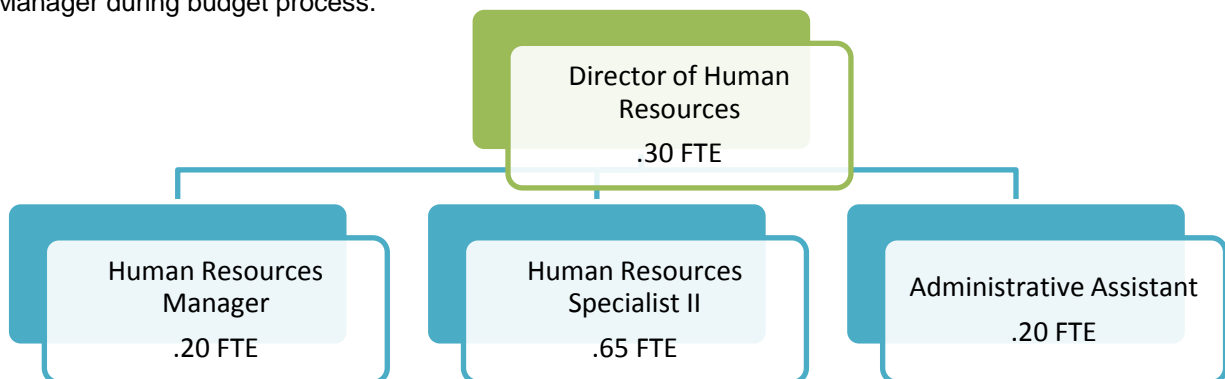 Manager during budget process.
Director of Human
Resources
.30 FTE
Human Resources
Manager
.20 FTE
Human Resources
Specialist II
.65 FTE
Administrative Assistant
.20 FTE